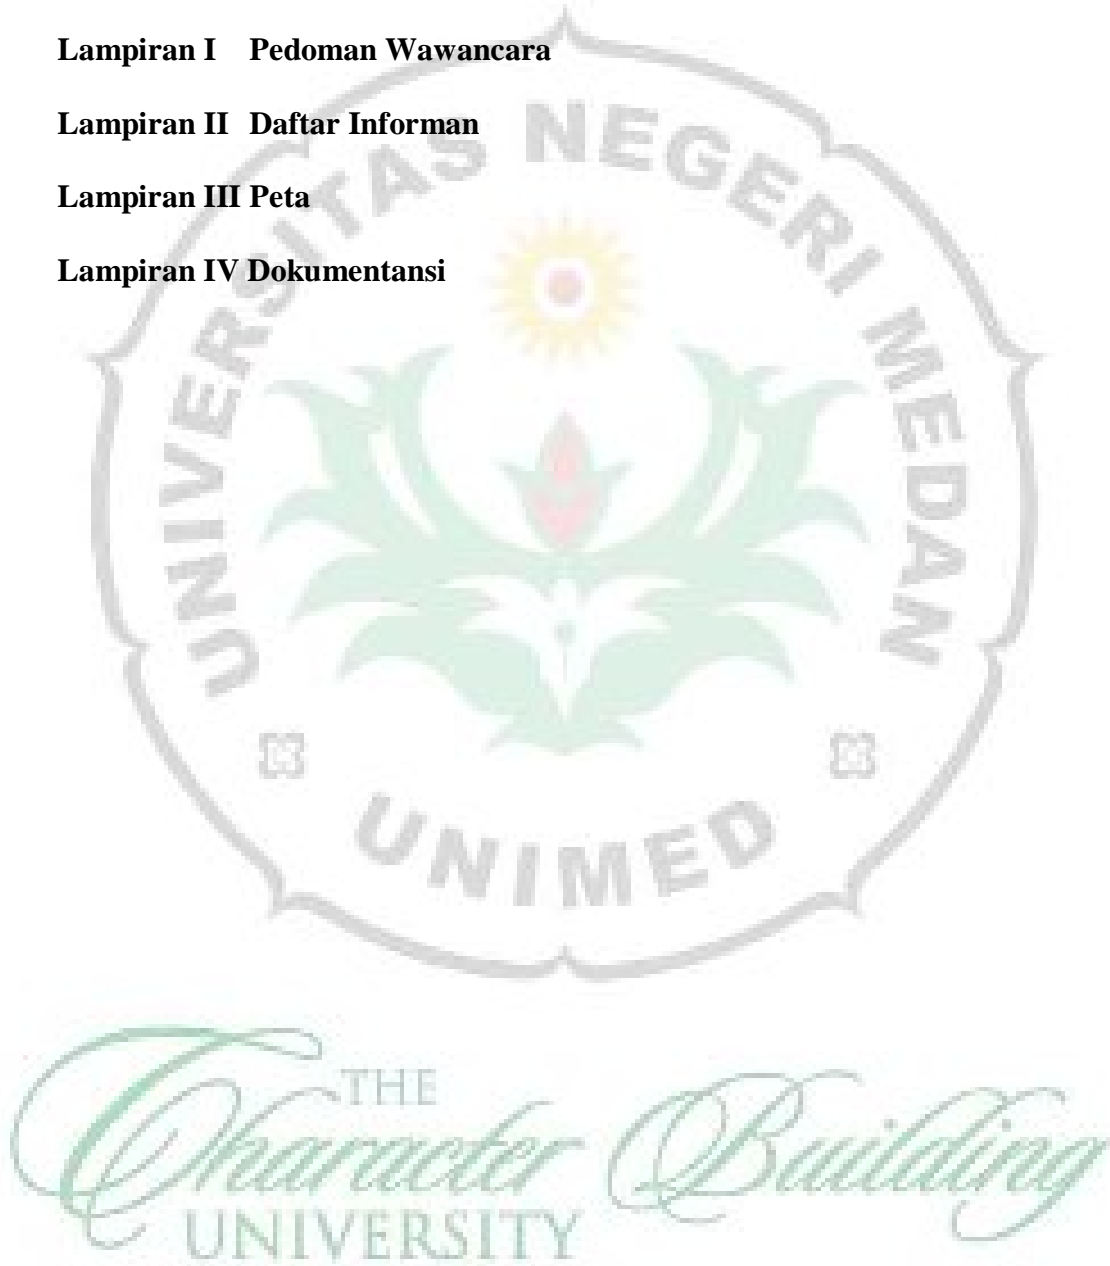 Lampiran I Pedoman Wawancara
Lampiran II Daftar Informan
Lampiran III Peta
Lampiran IV Dokumentansi
UNIVERSITAS NEGERI MEDAN
UNIMED
THE
Character Building
UNIVERSITY